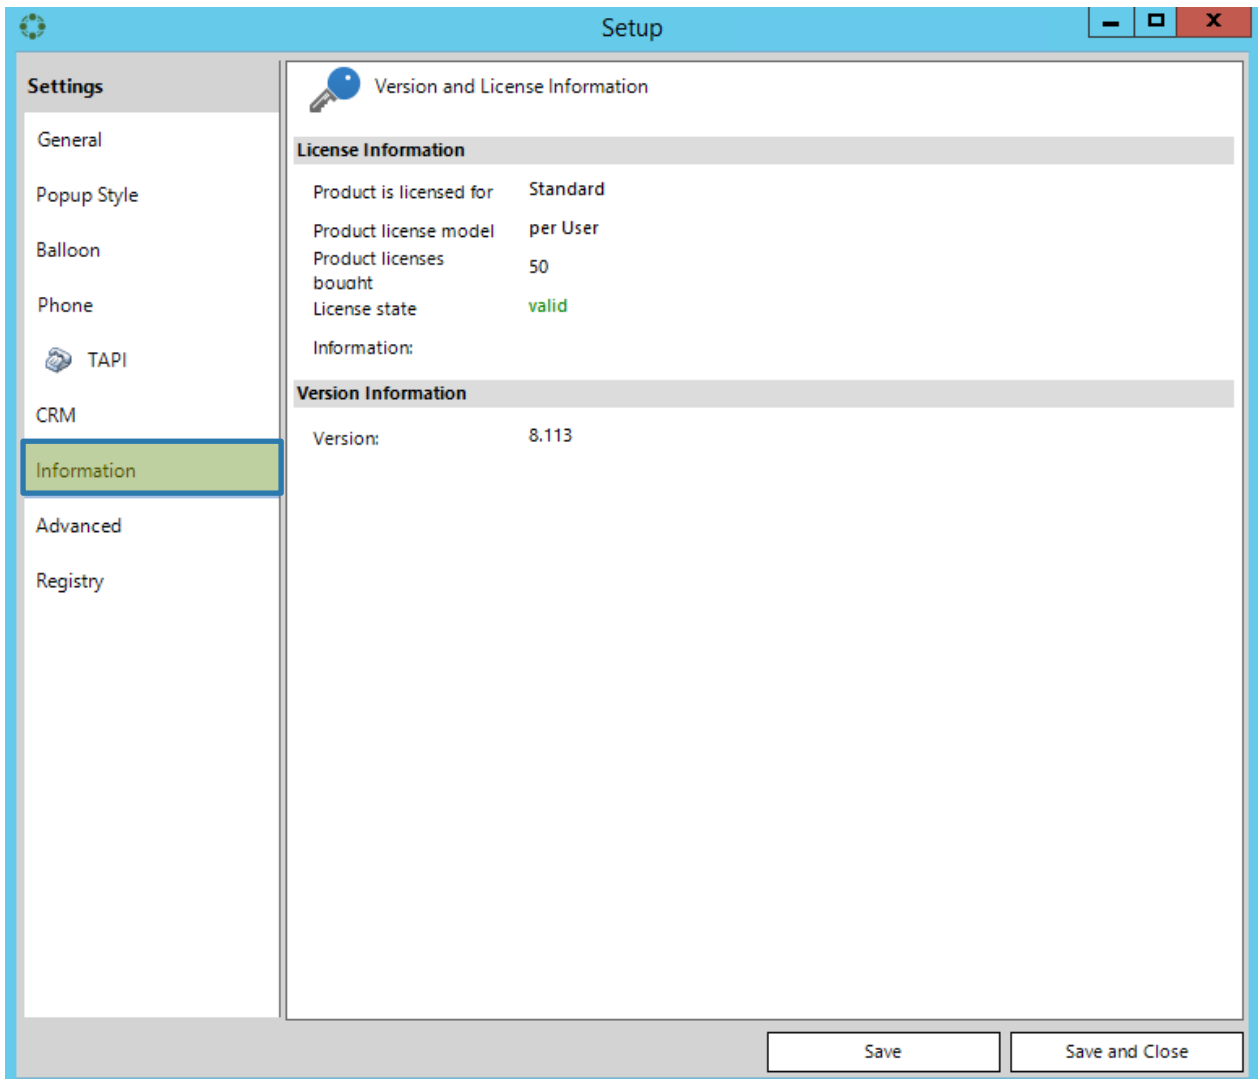 Setup
X
Settings
General
Popup Style
Balloon
Phone
TAPI
CRM
Information
Advanced
Registry
Version and License Information
License Information
Product is licensed for Standard
Product license model per User
Product licenses
bought 50
License state valid
Information:
Version Information
Version: 8.113
Save Save and Close